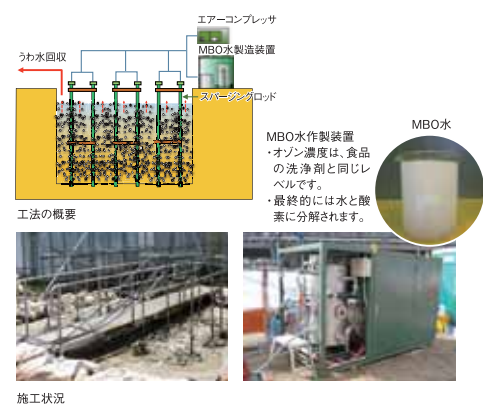 エアーコンプレッサ
MBO水製造装置
うわ水回収
スパージングロッド
MBO水
MBO水作製装置
・オゾン濃度は、食品
の洗浄剤と同じレ
ベルです。
・最終的には水と酸
素に分解されます。
工法の概要
施工状況